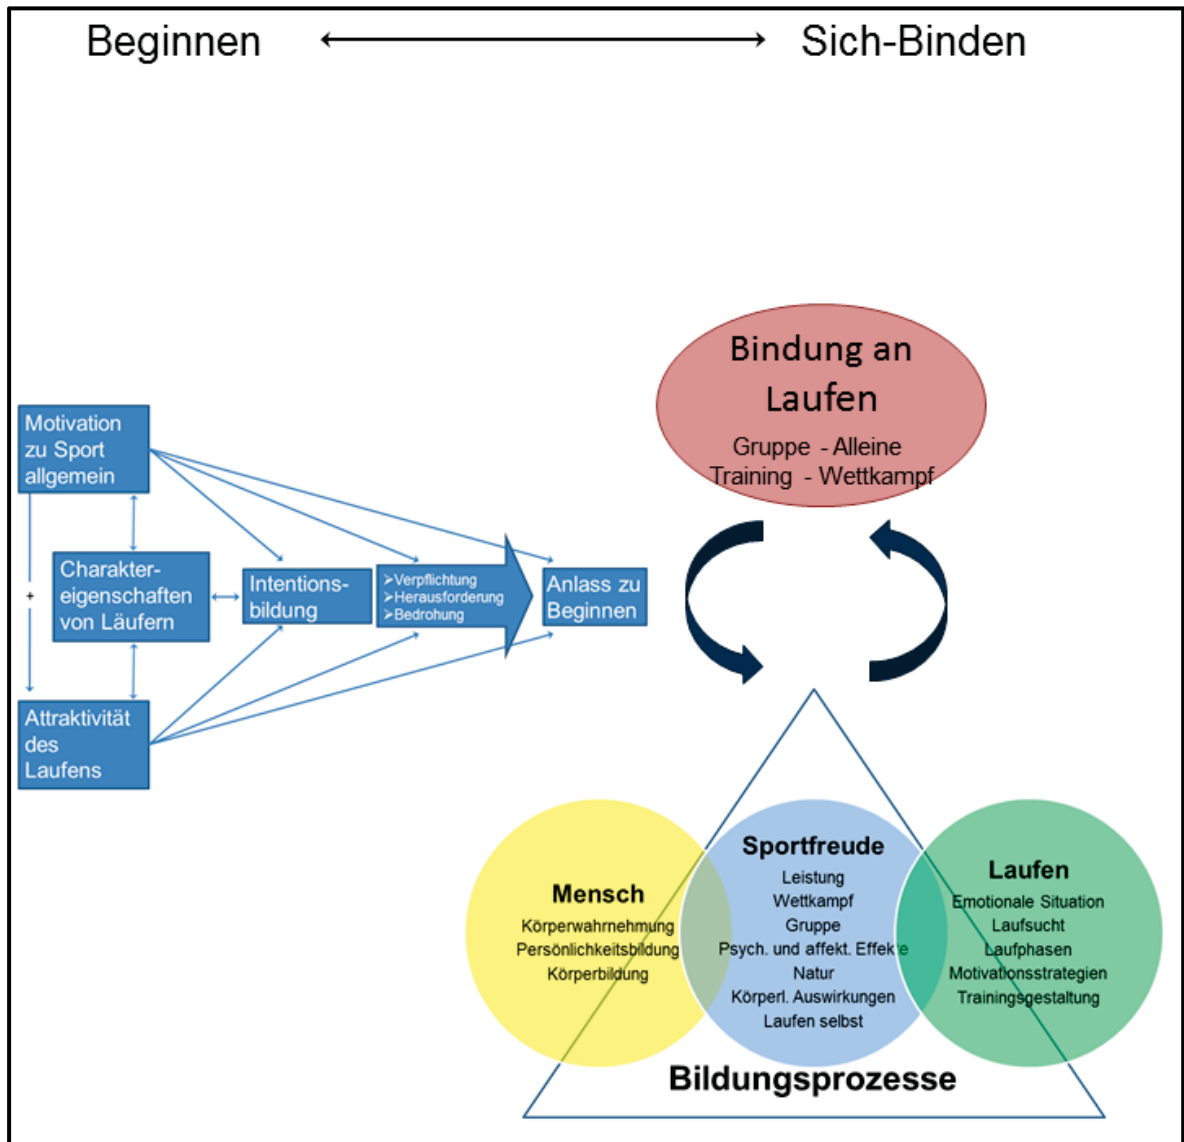 Beginnen
Sich-Binden
Bindung an
Laufen
Gruppe - Alleine
Training - Wettkampf
Motivation
zu Sport
allgemein
Charakter-
eigenschaften
von Läufern
+
Attraktivität
des
Laufens
Intentions-
bildung
➢Verpflichtung
➢Herausforderung
➢Bedrohung
Anlass zu
Beginnen
Mensch
Körperwahrnehmung
Persönlichkeitsbildung
Körperbildung
Sportfreude
Leistung
Wettkampf
Gruppe
Psych. und affekt. Effekte
Natur
Körperl. Auswirkungen
Laufen selbst
Laufen
Emotionale Situation
Laufsucht
Laufphasen
Motivationsstrategien
Trainingsgestaltung
Bildungsprozesse